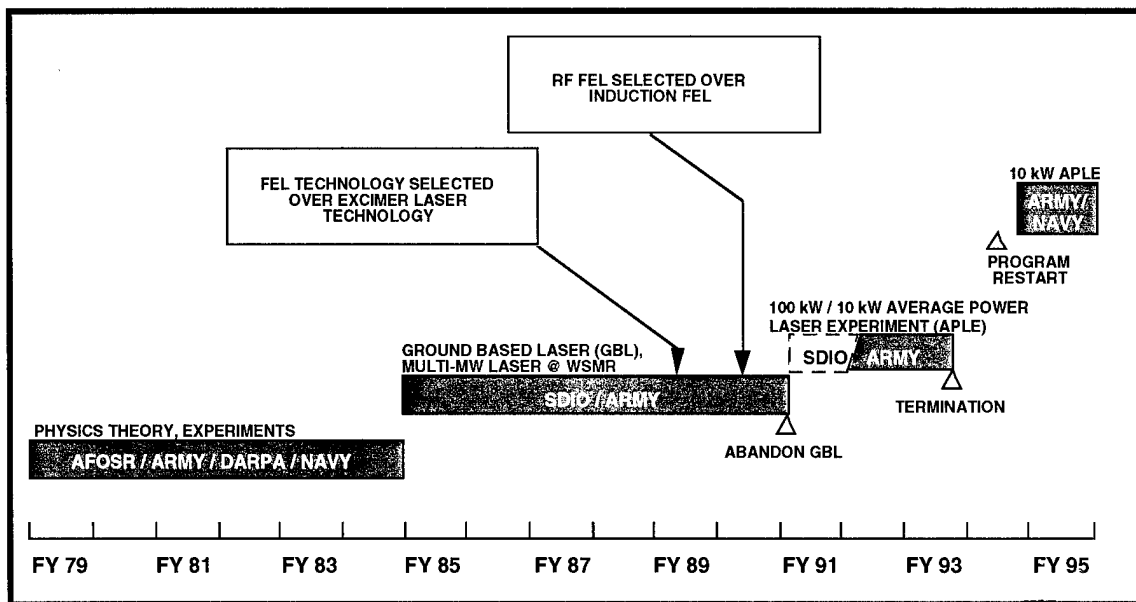 RF FEL SELECTED OVER
INDUCTION FEL
FEL TECHNOLOGY SELECTED
OVER EXCIMER LASER
TECHNOLOGY
10 kW APLE
ARMY/
NAVY
PROGRAM
RESTART
100 kW / 10 kW AVERAGE POWER
LASER EXPERIMENT (APLE)
SDIO ARMY
TERMINATION
GROUND BASED LASER (GBL),
MULTI-MW LASER @ WSMR
SDIO / ARMY
ABANDON GBL
PHYSICS THEORY, EXPERIMENTS
AFOSR / ARMY / DARPA / NAVY
FY 79 FY 81 FY 83 FY 85 FY 87 FY 89 FY 91 FY 93 FY 95